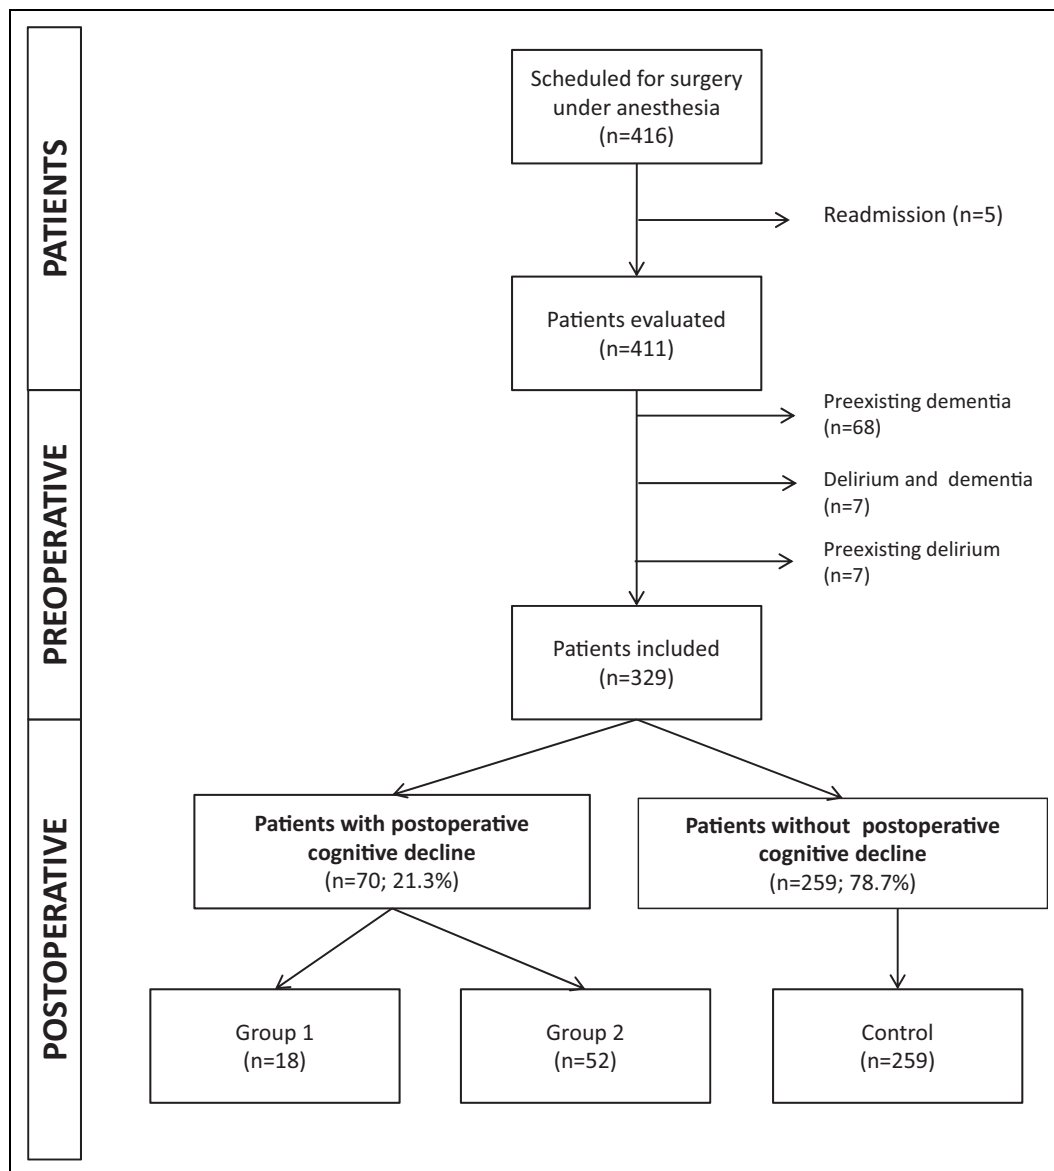 PATIENTS
Scheduled for surgery
under anesthesia
(n=416)
Readmission (n=5)
Patients evaluated
(n=411)
PREOPERATIVE
Preexisting dementia
(n=68)
Delirium and  dementia
(n=7)
Preexisting delirium
(n=7)
Patients included
(n=329)
POSTOPERATIVE
Patients with postoperative
cognitive decline
(n=70; 21.3%)
Patients without  postoperative
cognitive decline
(n=259; 78.7%)
Group 1
(n=18)
Group 2
(n=52)
Control
(n=259)